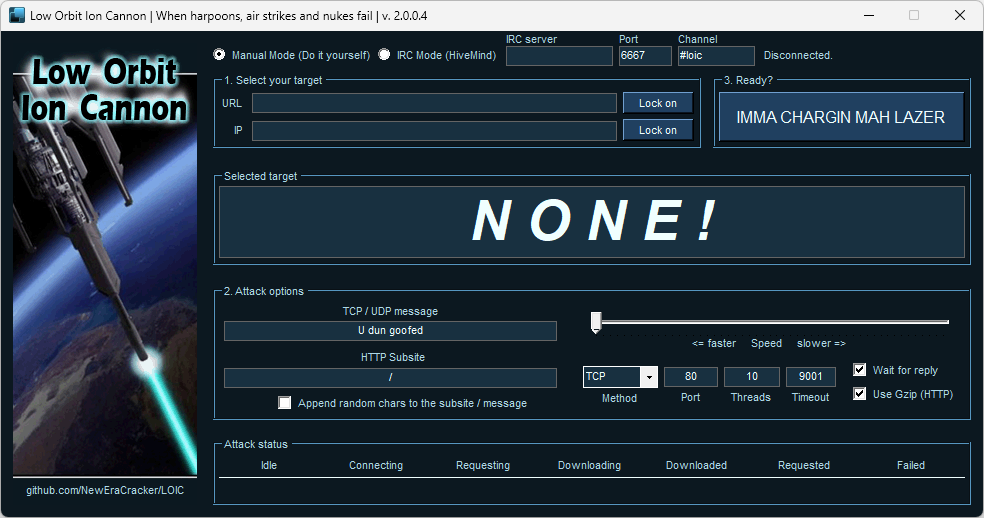 Low Orbit Ion Cannon | When harpoons, air strikes and nukes fail | v. 2.0.0.4
Low Orbit
Ion Cannon
github.com/NewEraCracker/LOIC
Manual Mode (Do it yourself) IRC Mode (HiveMind)
IRC server Port Channel
6667 #loic Disconnected.
1. Select your target
URL Lock on
IP Lock on
3. Ready?
IMMA CHARGIN MAH LAZER
Selected target
N O N E !
2. Attack options
TCP / UDP message
U dun goofed
HTTP Subsite
/
Append random chars to the subsite / message
<= faster Speed slower =>
TCP 80 10 9001 Wait for reply
Method Port Threads Timeout Use Gzip (HTTP)
Attack status
Idle Connecting Requesting Downloading Downloaded Requested Failed